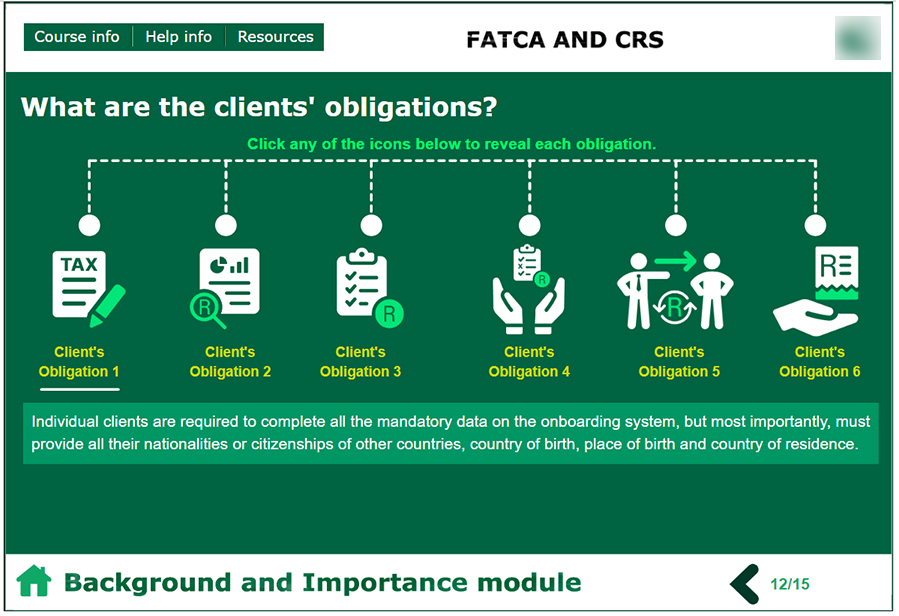 Course info
Help info
Resources
FATCA AND CRS
What are the clients' obligations?
Click any of the icons below to reveal each obligation.
TAX
R
R
R
R
R
Client's
Obligation 1
Client's
Obligation 2
Client's
Obligation 3
Client's
Obligation 4
Client's
Obligation 5
Client's
Obligation 6
Individual clients are required to complete all the mandatory data on the onboarding system, but most importantly, must
provide all their nationalities or citizenships of other countries, country of birth, place of birth and country of residence.
Background and Importance module
12/15